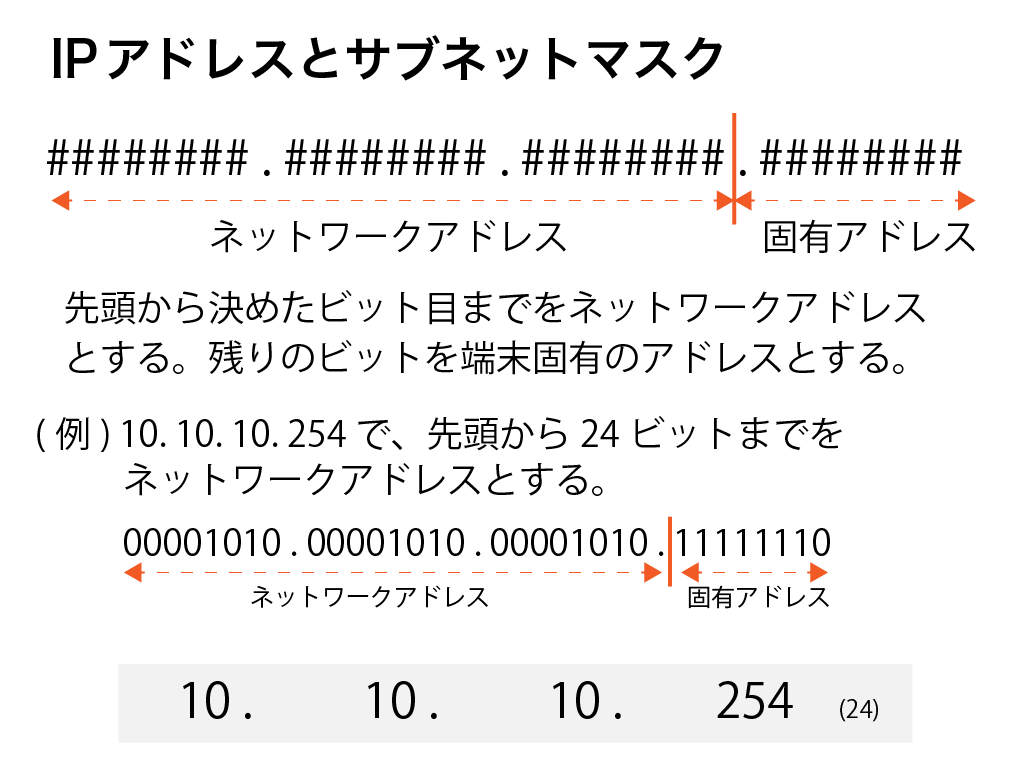 IPアドレスとサブネットマスク
######## . ######## . ######## . ########
ネットワークアドレス 固有アドレス
先頭から決めたビット目までをネットワークアドレス
とする。残りのビットを端末固有のアドレスとする。
( 例 ) 10. 10. 10. 254 で、先頭から 24 ビットまでを
ネットワークアドレスとする。
00001010 . 00001010 . 00001010 . 11111110
ネットワークアドレス 固有アドレス
10 . 10 . 10 . 254 (24)